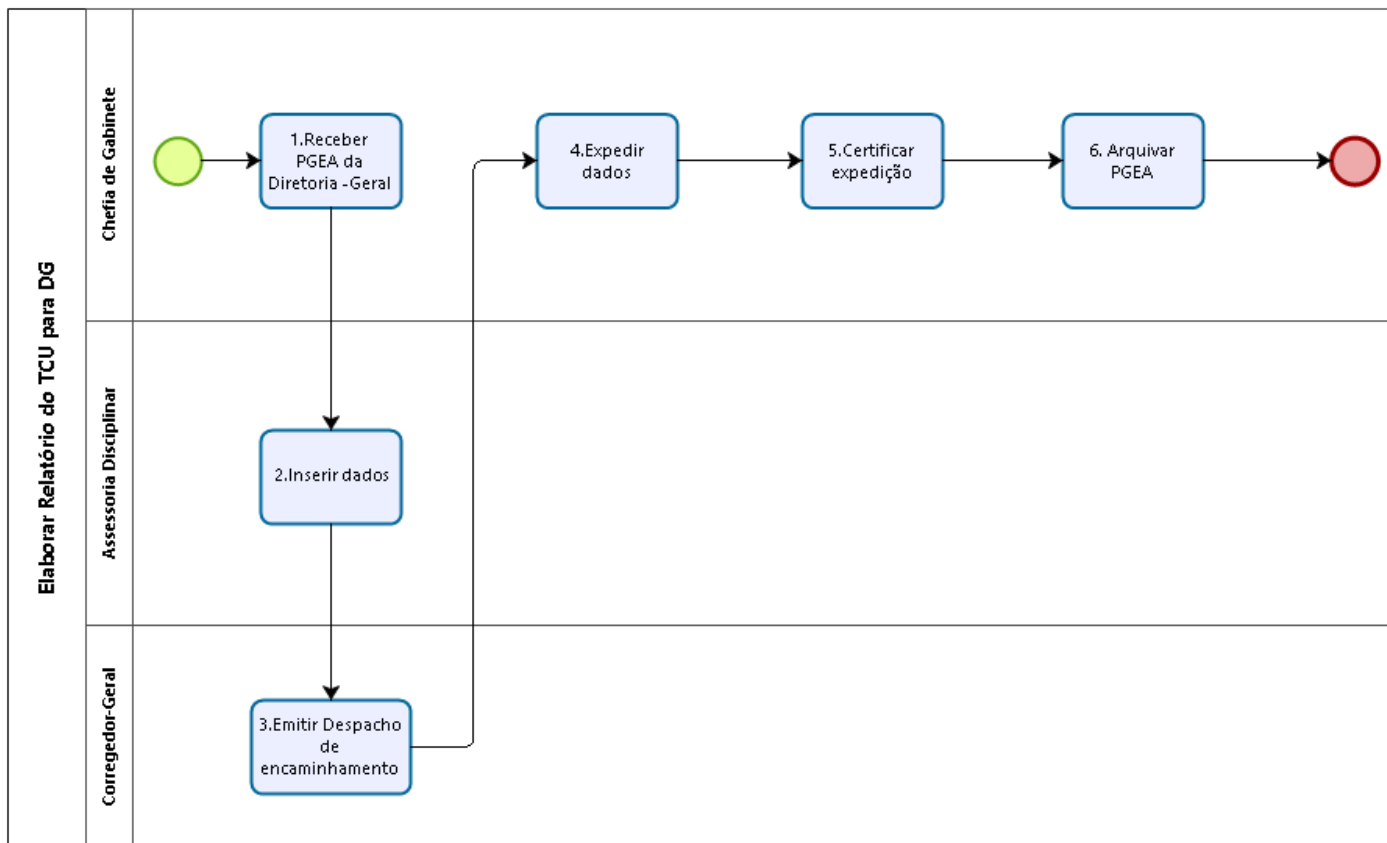 Elaborar Relatório do TCU para DG
Chefia de Gabinete
1.Receber
PGEA da
Diretoria -Geral
4.Expedir
dados
5.Certificar
expedição
6. Arquivar
PGEA
Assessoria Disciplinar
2.Inserir dados
Corregedor-Geral
3.Emitir Despacho
de
encaminhamento